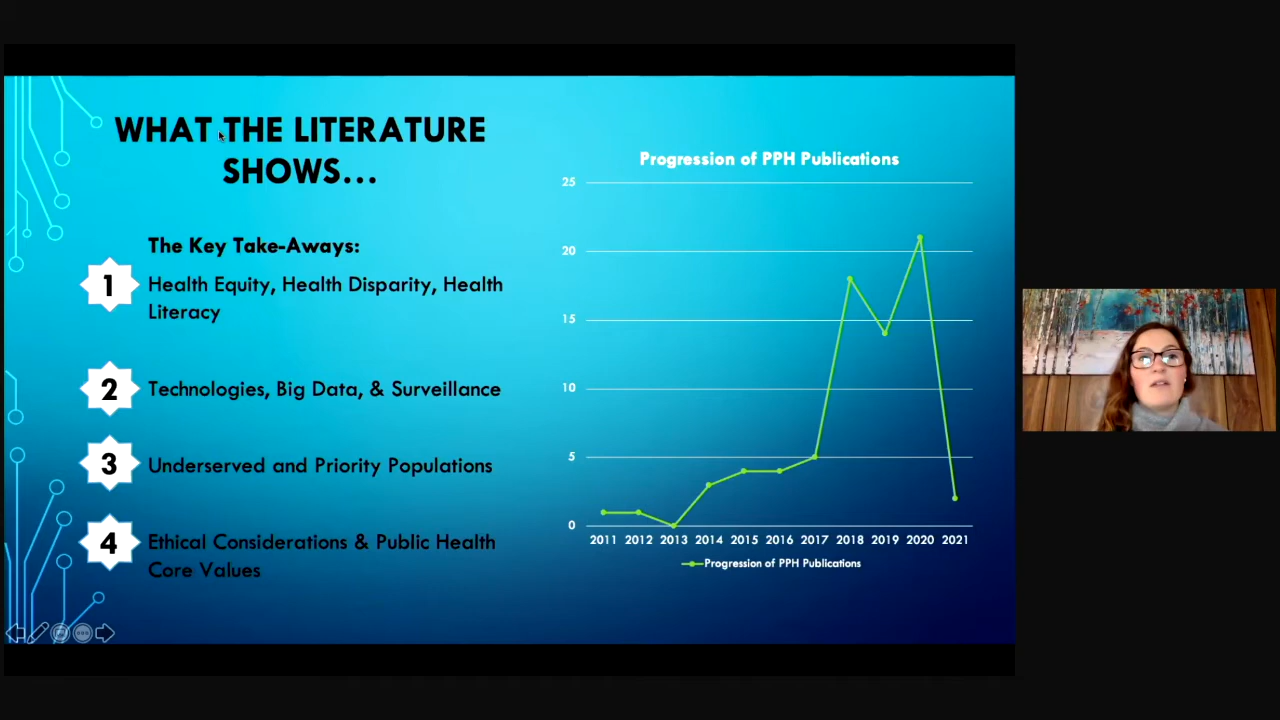 WHAT THE LITERATURE
SHOWS...
The Key Take-Aways:
1
Health Equity, Health Disparity, Health
Literacy
2
Technologies, Big Data, & Surveillance
3
Underserved and Priority Populations
4
Ethical Considerations & Public Health
Core Values
Progression of PPH Publications
25
20
15
10
5
0
2011 2012 2013 2014 2015 2016 2017 2018 2019 2020 2021
Progression of PPH Publications